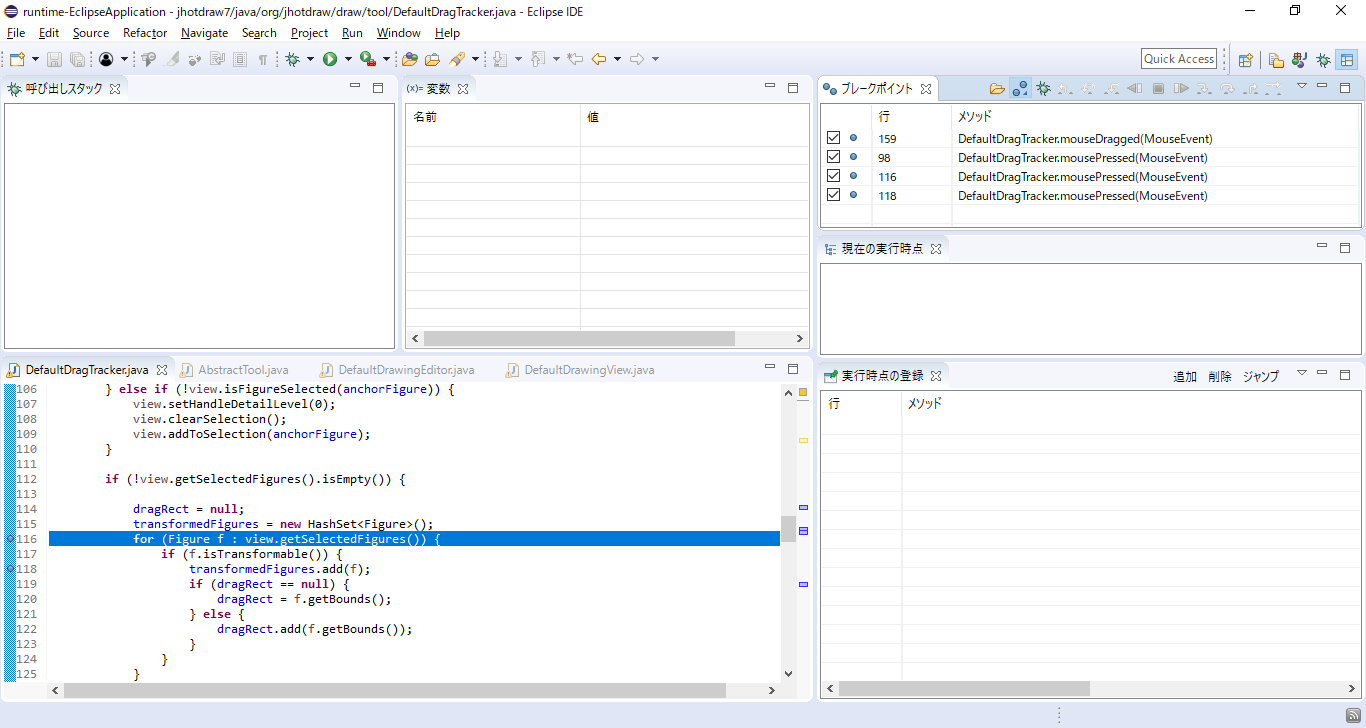 runtime-EclipseApplication - jhotdraw7/java/org/jhotdraw/draw/tool/DefaultDragTracker.java - Eclipse IDE
File Edit Source Refactor Navigate Search Project Run Window Help
Quick Access
呼び出しスタック
(x)= 変数
名前 値
ブレークポイント
行 メソッド
159 DefaultDragTracker.mouseDragged(MouseEvent)
98 DefaultDragTracker.mousePressed(MouseEvent)
116 DefaultDragTracker.mousePressed(MouseEvent)
118 DefaultDragTracker.mousePressed(MouseEvent)
現在の実行時点
DefaultDragTracker.java AbstractTool.java DefaultDrawingEditor.java DefaultDrawingView.java
106 } else if (!view.isFigureSelected(anchorFigure)) {
107 view.setHandleDetailLevel(0);
108 view.clearSelection();
109 view.addToSelection(anchorFigure);
110 }
111
112 if (!view.getSelectedFigures().isEmpty()) {
113
114 dragRect = null;
115 transformedFigures = new HashSet<Figure>();
116 for (Figure f : view.getSelectedFigures()) {
117 if (f.isTransformable()) {
118 transformedFigures.add(f);
119 if (dragRect == null) {
120 dragRect = f.getBounds();
121 } else {
122 dragRect.add(f.getBounds());
123 }
124 }
125 }
実行時点の登録 追加 削除 ジャンプ
行 メソッド